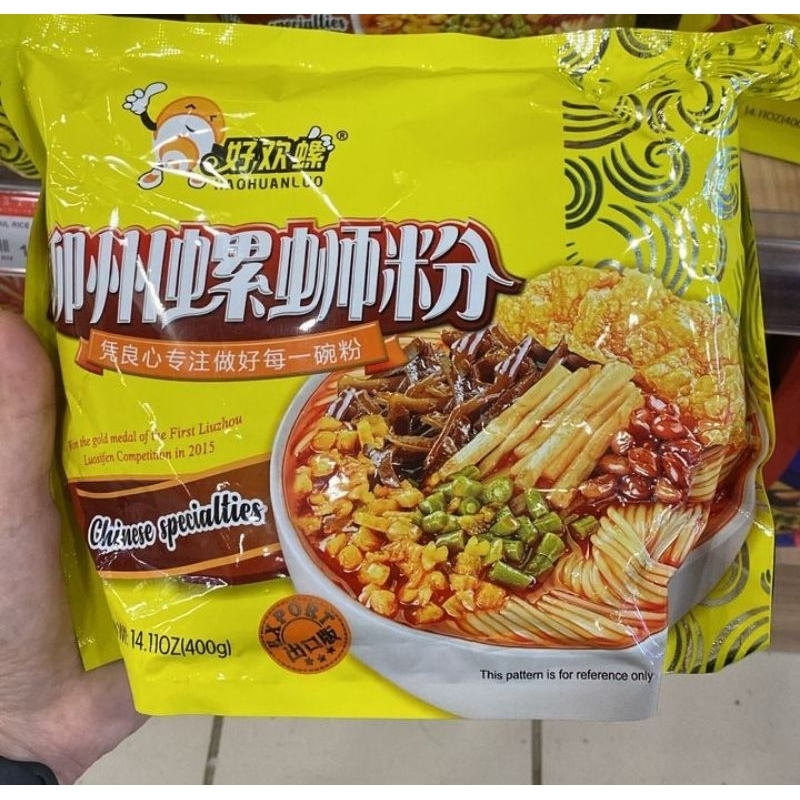 specialties
好欢螺®
HAOHUANLUO
柳州螺蛳粉
凭良心专注做好每一碗粉
the gold medal of the First Liuzhou
Luosifen Competition in 2015
Chinese specialties
EXPORT
出口版
14.11OZ(400g)
This pattern is for reference only